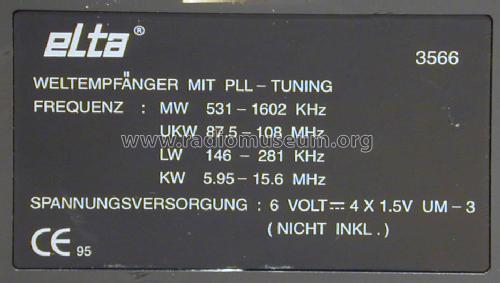 elta®
3566
WELTEMPFÄNGER MIT PLL-TUNING
FREQUENZ : MW 531-1602 KHz
UKW 87.5-108 MHz
www.radiomuseum.org
LW 146-281 KHz
KW 5.95-15.6 MHz
SPANNUNGSVERSORGUNG : 6 VOLT⎓ 4 X 1.5V UM-3
(NICHT INKL.)
CE 95